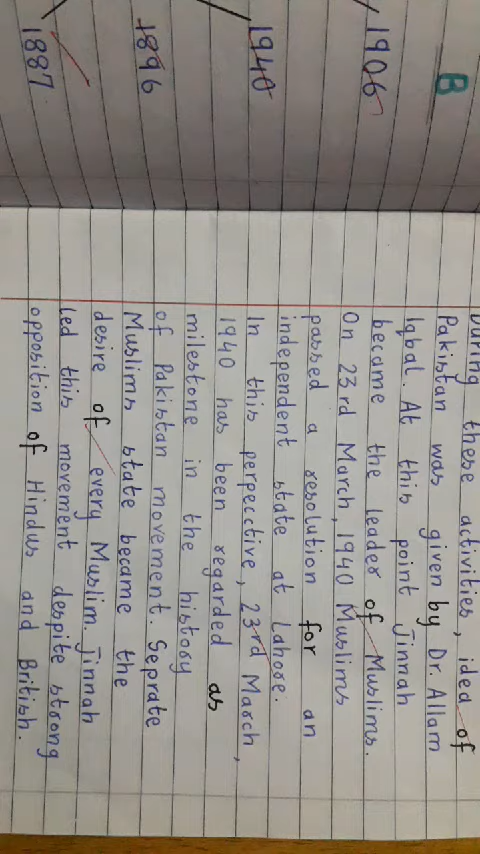 B
1906
1940
1896
1887
During these activities, idea of
Pakistan was given by Dr. Allam
Iqbal. At this point Jinnah
became the leader of Muslims.
On 23rd March, 1940 Muslims
passed a resolution for an
independent state at Lahore.
In this perpecctive, 23rd March,
1940 has been regarded as
milestone in the history
of Pakistan movement. Seprate
Muslims state became the
desire of every Muslim. Jinnah
led this movement despite strong
opposition of Hindus and British.